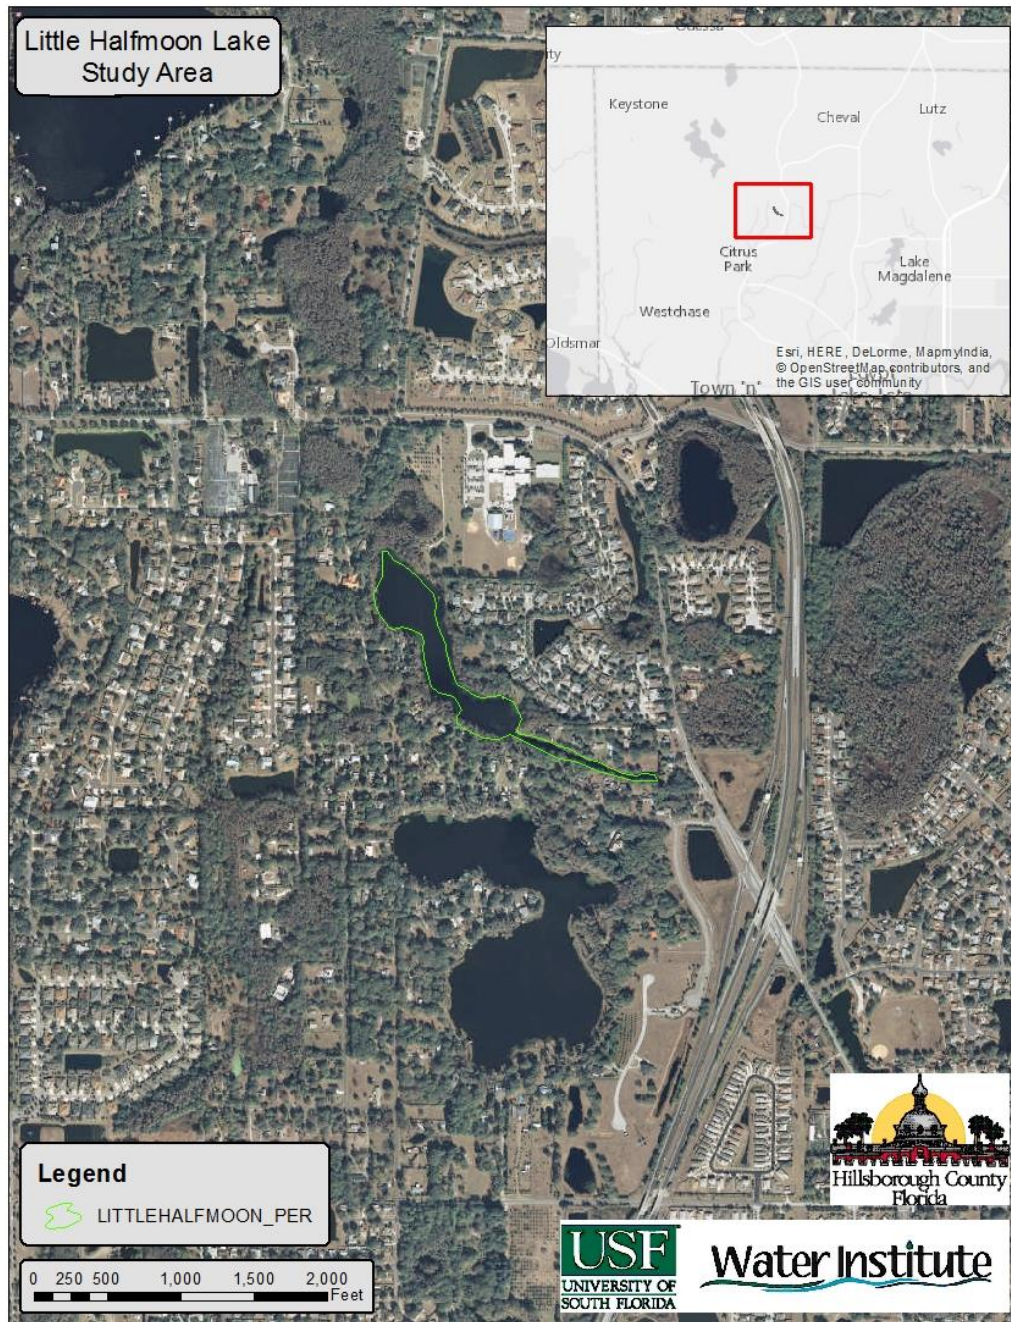 Little Halfmoon Lake
Study Area
Keystone
Cheval
Lutz
Citrus
Park
Lake
Magdalene
Westchase
Oldsmar
Esri, HERE, DeLorme, MapmyIndia,
© OpenStreetMap contributors, and
the GIS user community
Town 'n'
Legend
LITTLEHALFMOON_PER
0 250 500 1,000 1,500 2,000
Feet
Hillsborough County
Florida
USF
UNIVERSITY OF
SOUTH FLORIDA
Water Institute